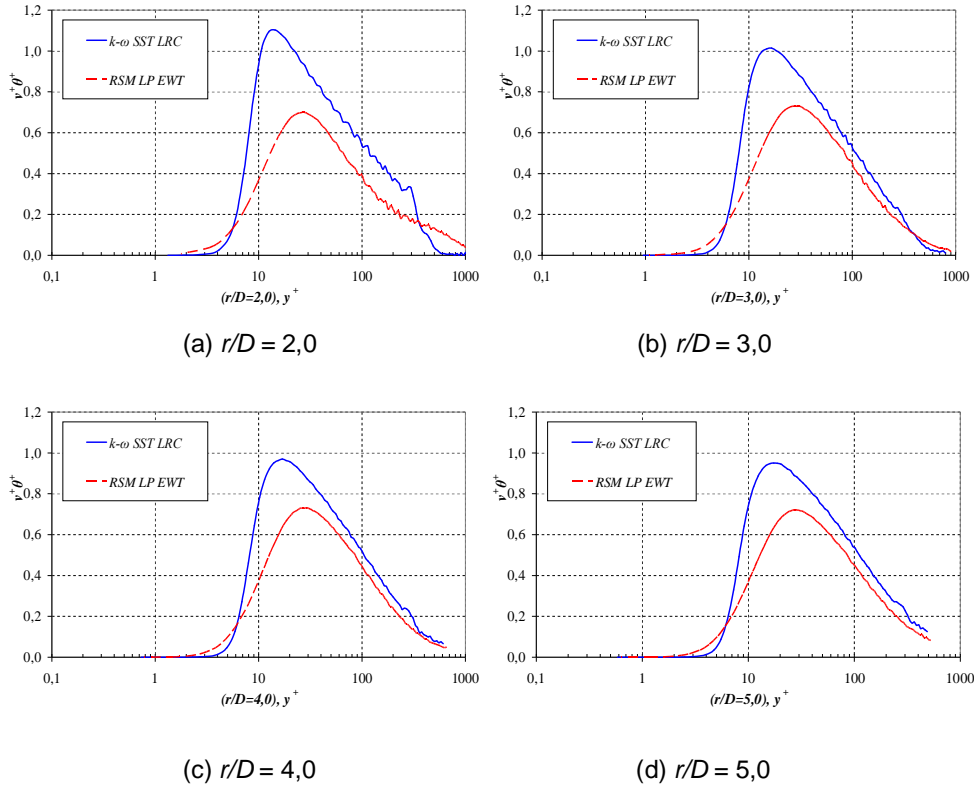 1,2
1,0
0,8
0,6
0,4
0,2
0,0
v⁺θ⁺
k-ω SST LRC
RSM LP EWT
0,1 1 10 100 1000
(r/D=2,0), y⁺
(a) r/D = 2,0
1,2
1,0
0,8
0,6
0,4
0,2
0,0
v⁺θ⁺
k-ω SST LRC
RSM LP EWT
0,1 1 10 100 1000
(r/D=3,0), y⁺
(b) r/D = 3,0
1,2
1,0
0,8
0,6
0,4
0,2
0,0
v⁺θ⁺
k-ω SST LRC
RSM LP EWT
0,1 1 10 100 1000
(r/D=4,0), y⁺
(c) r/D = 4,0
1,2
1,0
0,8
0,6
0,4
0,2
0,0
v⁺θ⁺
k-ω SST LRC
RSM LP EWT
0,1 1 10 100 1000
(r/D=5,0), y⁺
(d) r/D = 5,0